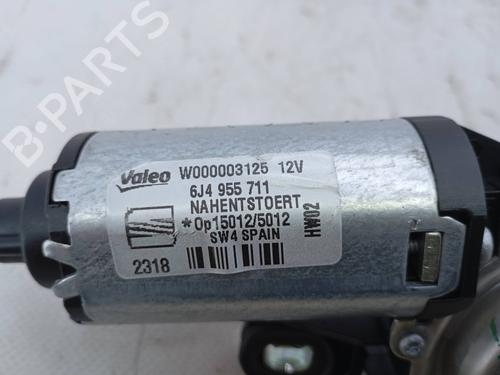 Valeo W000003125 12V
6J4 955 711
NAHENTSTOERT
*Op15012/5012
SW4 SPAIN
HW02
2318
B-Parts